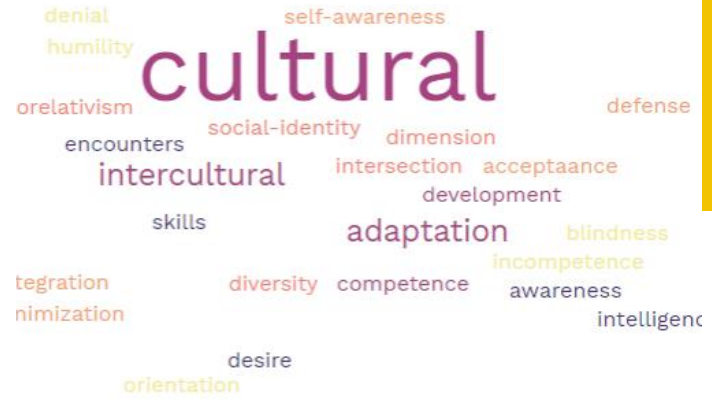 denial
self-awareness
humility
cultural
orelativism
defense
social-identity
encounters
dimension
intercultural
intersection
acceptaance
development
skills
adaptation
blindness
incompetence
tegration
diversity
competence
awareness
nimization
intelligenc
desire
orientation